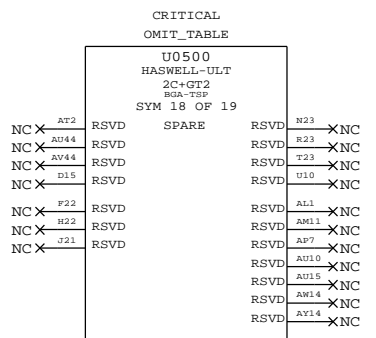 CRITICAL
OMIT_TABLE
U0500
HASWELL-ULT
2C+GT2
BGA-TSP
SYM 18 OF 19
SPARE
NC AT2 RSVD RSVD N23 NC
NC AU44 RSVD RSVD R23 NC
NC AV44 RSVD RSVD T23 NC
NC D15 RSVD RSVD U10 NC
NC F22 RSVD RSVD AL1 NC
NC H22 RSVD RSVD AM11 NC
NC J21 RSVD RSVD AP7 NC
RSVD AU10 NC
RSVD AU15 NC
RSVD AW14 NC
RSVD AY14 NC